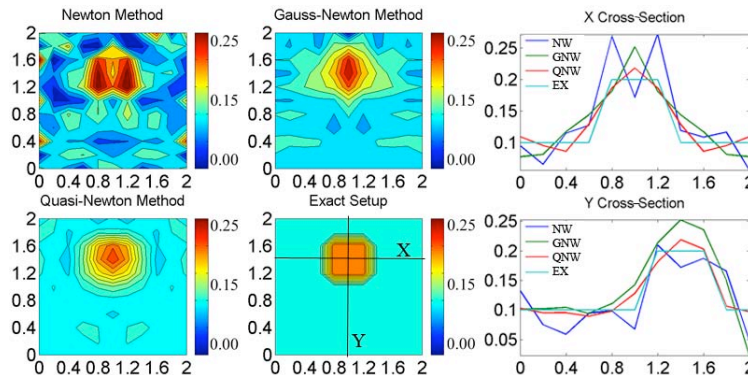 Newton Method
Gauss-Newton Method
X Cross-Section
2
1.6
1.2
0.8
0.4
0
0 0.4 0.8 1.2 1.6 2
0.25
0.15
0.00
2
1.6
1.2
0.8
0.4
0
0 0.4 0.8 1.2 1.6 2
0.25
0.15
0.00
0.25
0.2
0.15
0.1
NW
GNW
QNW
EX
0 0.4 0.8 1.2 1.6 2
Quasi-Newton Method
Exact Setup
Y Cross-Section
2
1.6
1.2
0.8
0.4
0
0 0.4 0.8 1.2 1.6 2
0.25
0.15
0.00
2
1.6
1.2
0.8
0.4
0
X
Y
0 0.4 0.8 1.2 1.6 2
0.25
0.15
0.00
0.25
0.2
0.15
0.1
0.05
NW
GNW
QNW
EX
0 0.4 0.8 1.2 1.6 2